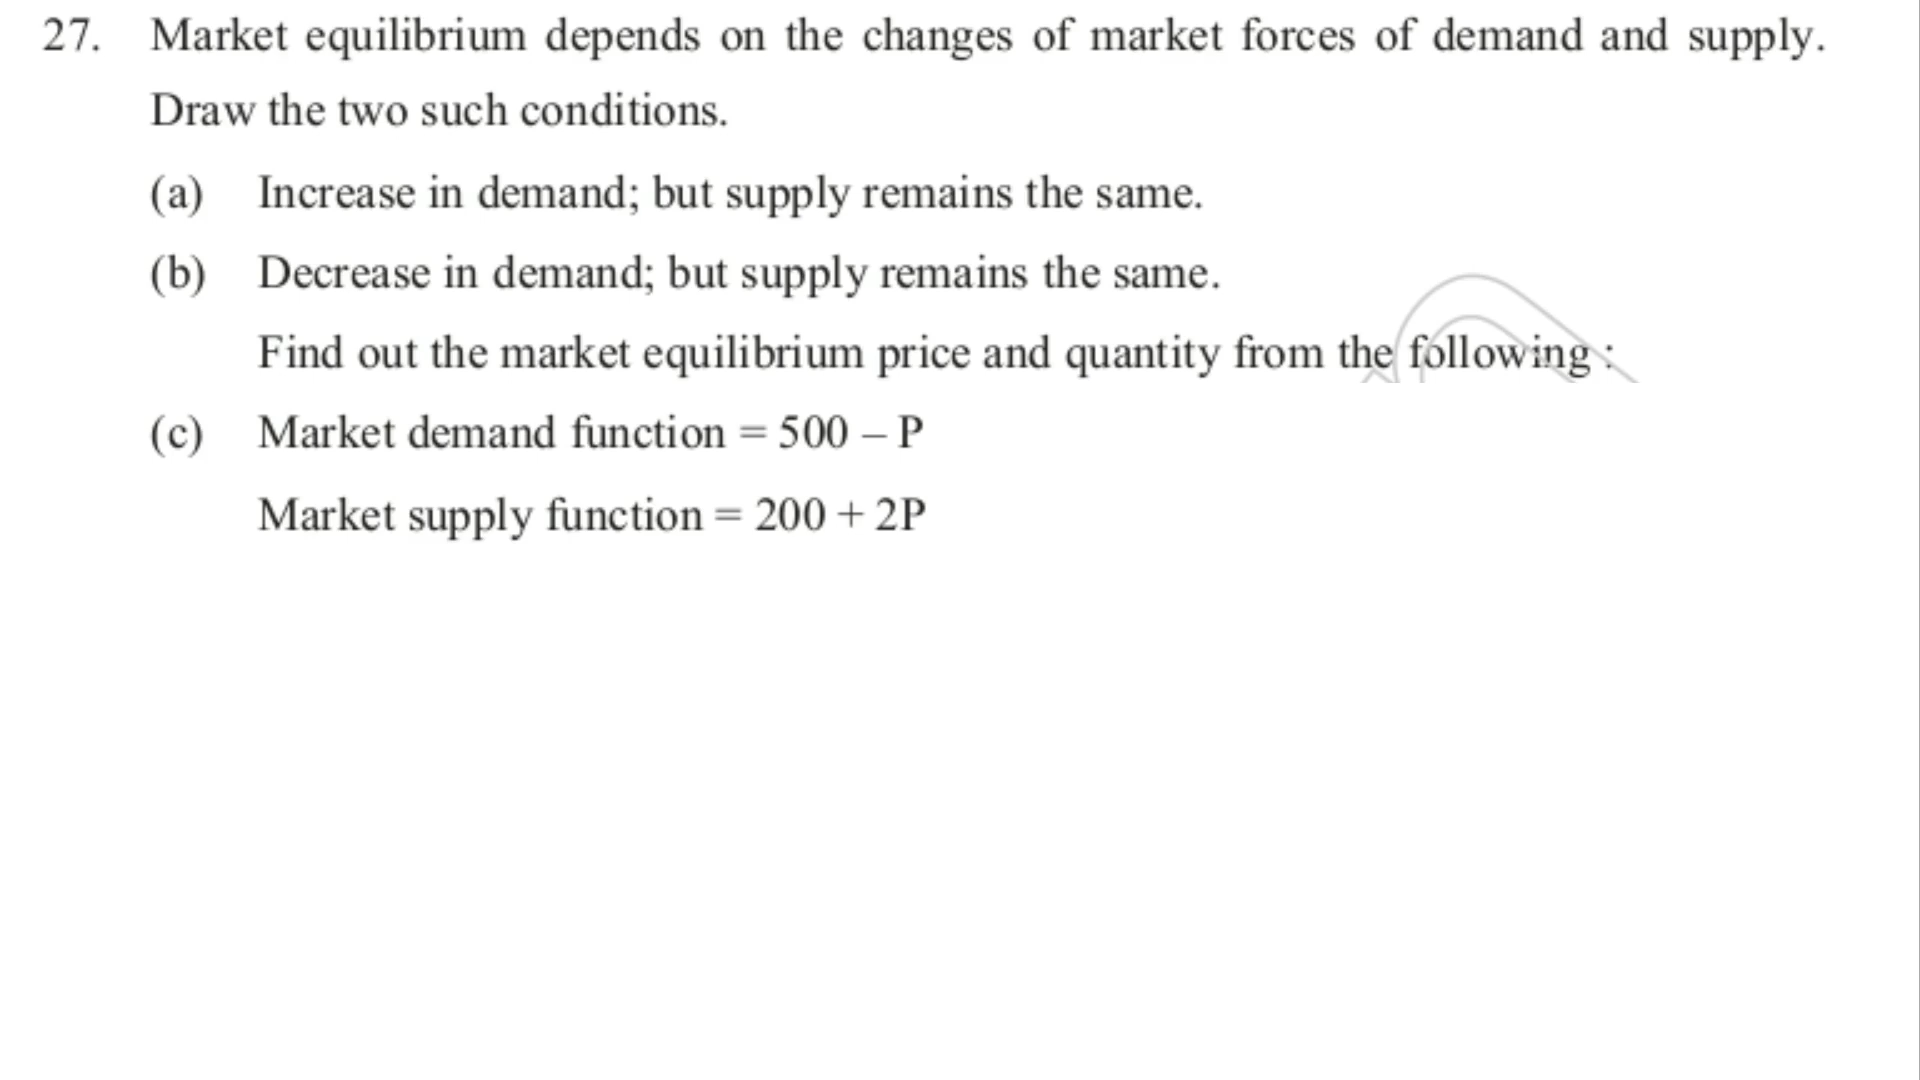 27. Market equilibrium depends on the changes of market forces of demand and supply.
Draw the two such conditions.
(a) Increase in demand; but supply remains the same.
(b) Decrease in demand; but supply remains the same.
Find out the market equilibrium price and quantity from the following :
(c) Market demand function = 500 – P
Market supply function = 200 + 2P